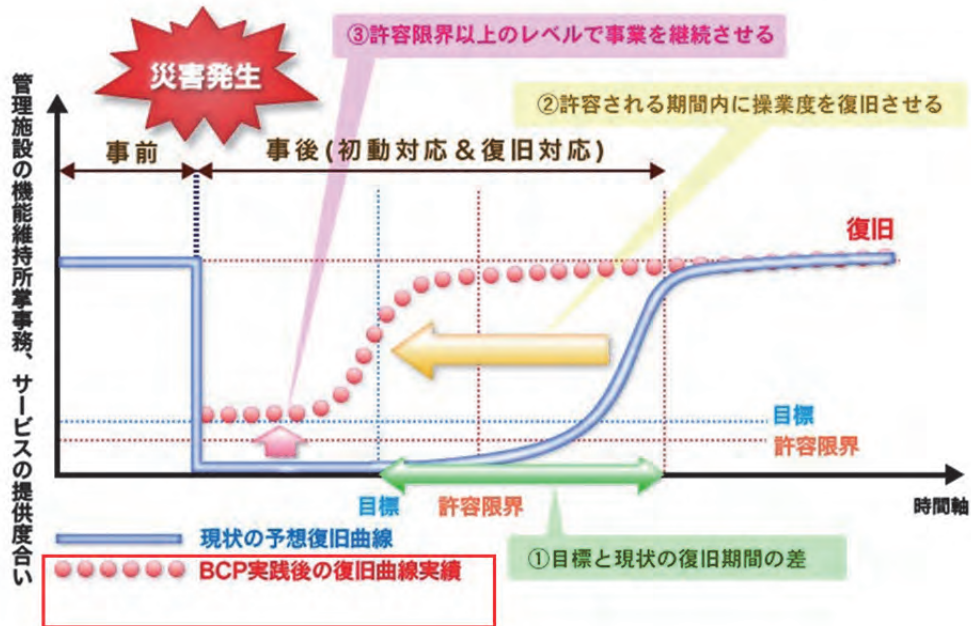 ③許容限界以上のレベルで事業を継続させる
災害発生
②許容される期間内に操業度を復旧させる
事前
事後(初動対応&復旧対応)
管理施設の機能維持所掌事務、サービスの提供度合い
復旧
目標
許容限界
目標
許容限界
時間軸
現状の予想復旧曲線
①目標と現状の復旧期間の差
BCP実践後の復旧曲線実績